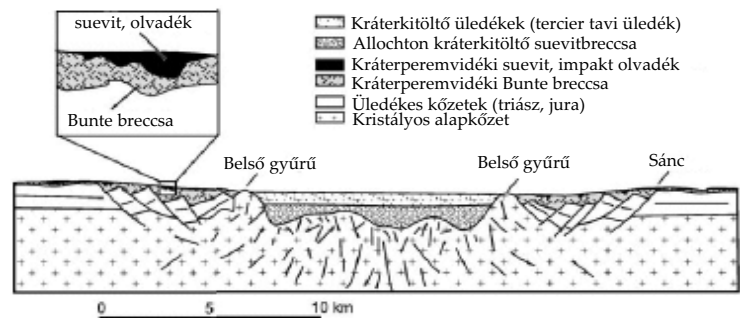 suevit, olvadék
Bunte breccsa
Kráterkitöltő üledékek (tercier tavi üledék)
Allochton kráterkitöltő suevitbreccsa
Kráterperemvidéki suevit, impakt olvadék
Kráterperemvidéki Bunte breccsa
Üledékes kőzetek (triász, jura)
Kristályos alapkőzet
Belső gyűrű
Belső gyűrű
Sánc
0 5 10 km